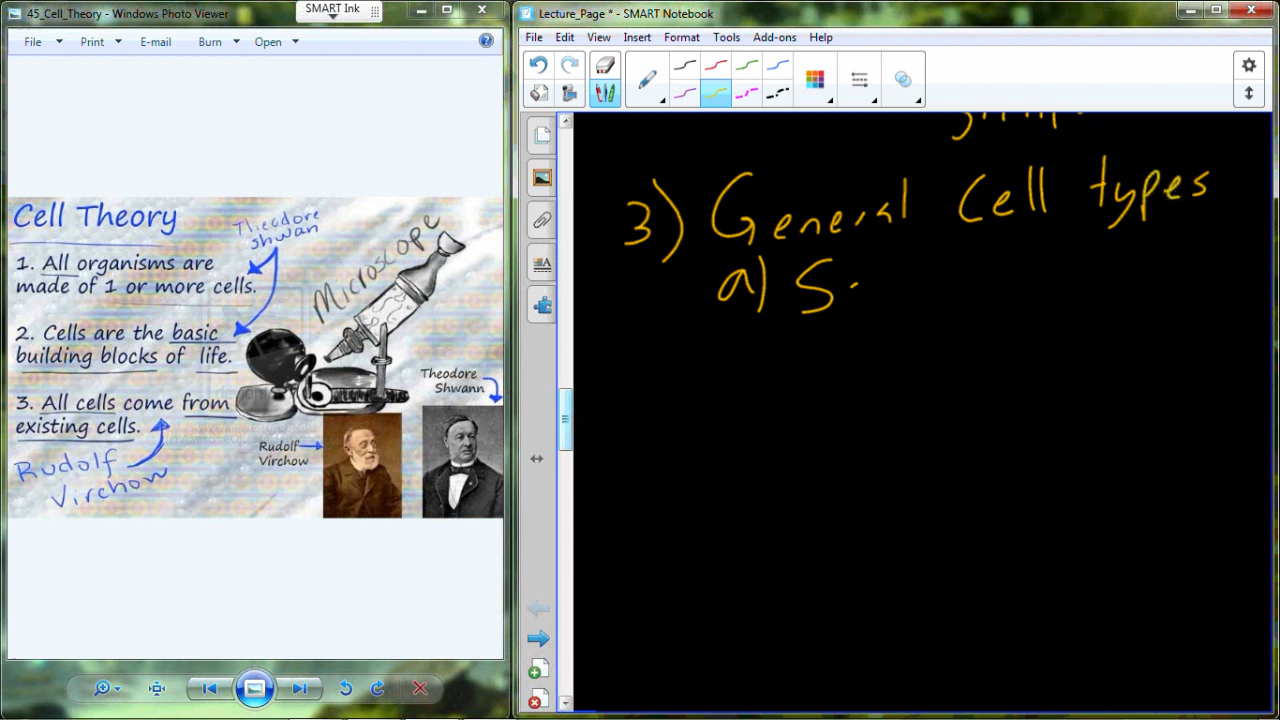 45_Cell_Theory - Windows Photo Viewer
SMART Ink
File Print E-mail Burn Open
Cell Theory
Theodore
shwan
1. All organisms are
made of 1 or more cells.
Microscope
2. Cells are the basic
building blocks of life.
3. All cells come from
existing cells.
Theodore
Shwann
Rudolf
Virchow
Rudolf
Virchow
Lecture_Page * - SMART Notebook
File Edit View Insert Format Tools Add-ons Help
3) General Cell types
a) S